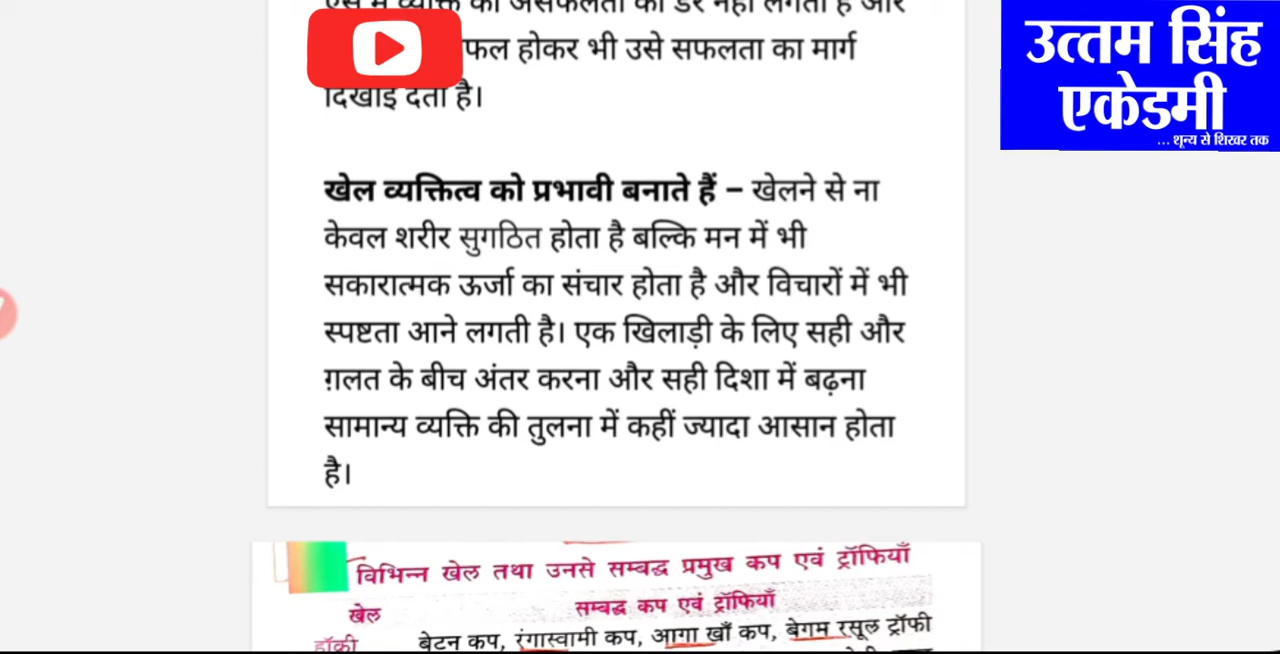 फल होकर भी उसे सफलता का मार्ग
दिखाई देता है।
खेल व्यक्तित्व को प्रभावी बनाते हैं – खेलने से ना
केवल शरीर सुगठित होता है बल्कि मन में भी
सकारात्मक ऊर्जा का संचार होता है और विचारों में भी
स्पष्टता आने लगती है। एक खिलाड़ी के लिए सही और
ग़लत के बीच अंतर करना और सही दिशा में बढ़ना
सामान्य व्यक्ति की तुलना में कहीं ज्यादा आसान होता
है।
विभिन्न खेल तथा उनसे सम्बद्ध प्रमुख कप एवं ट्रॉफियाँ
खेल सम्बद्ध कप एवं ट्रॉफियाँ
हॉकी बेटन कप, रंगास्वामी कप, आगा खाँ कप, बेगम रसूल ट्रॉफी
उत्तम सिंह
एकेडमी
... शून्य से शिखर तक